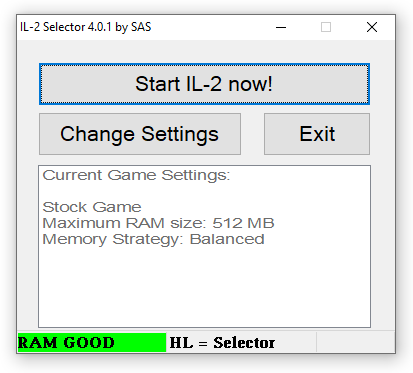 IL-2 Selector 4.0.1 by SAS
Start IL-2 now!
Change Settings
Exit
Current Game Settings:
Stock Game
Maximum RAM size: 512 MB
Memory Strategy: Balanced
RAM GOOD
HL = Selector